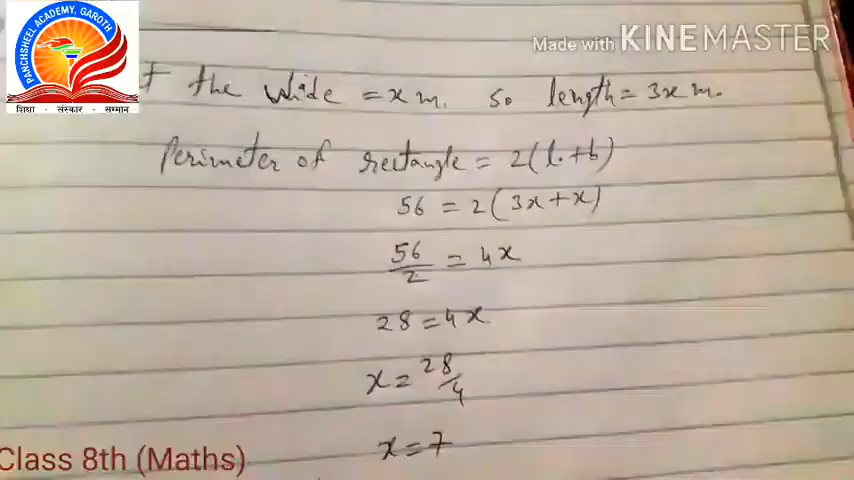 PANCHSHEEL ACADEMY, GAROTH
शिक्षा · संस्कार · सम्मान
Made with KINEMASTER
If the wide = x m. so length = 3x m.
Perimeter of rectangle = 2(l+b)
56 = 2(3x+x)
56/2 = 4x
28 = 4x
x = 28/4
x = 7
Class 8th (Maths)